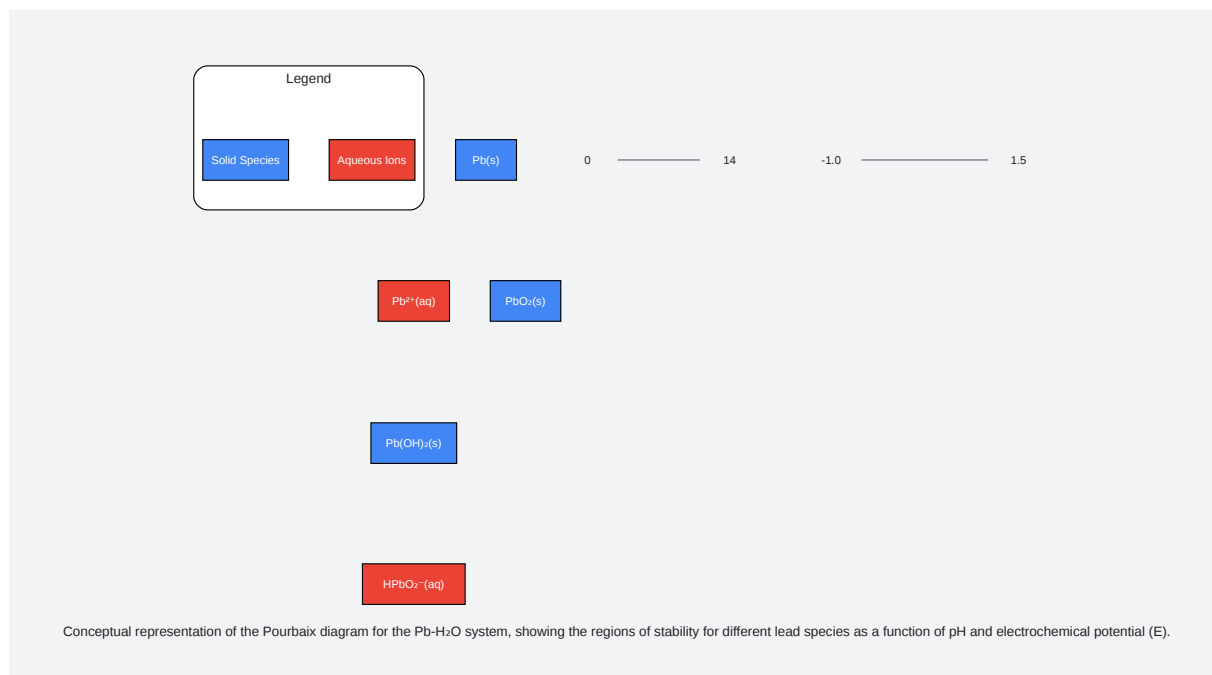 Legend
Solid Species
Aqueous Ions
Pb(s)
0
14
-1.0
1.5
Pb²⁺(aq)
PbO₂(s)
Pb(OH)₂(s)
HPbO₂⁻(aq)
Conceptual representation of the Pourbaix diagram for the Pb-H₂O system, showing the regions of stability for different lead species as a function of pH and electrochemical potential (E).